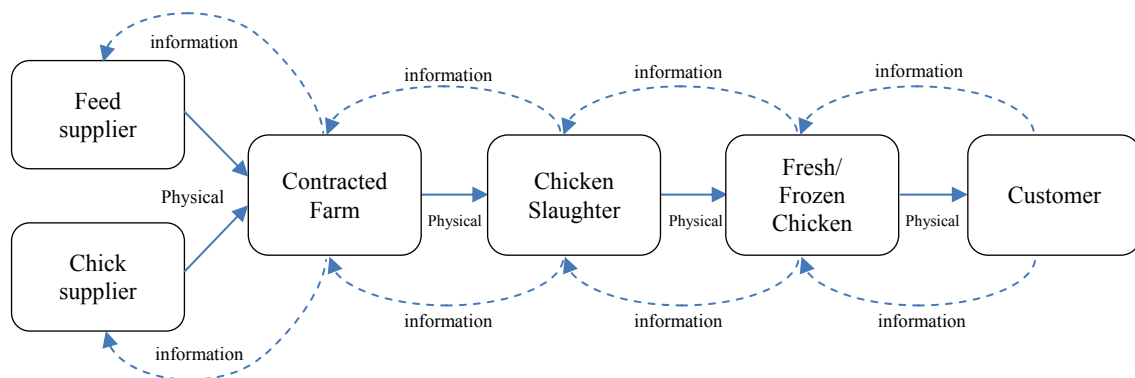 information
information
information
information
Feed
supplier
Physical
Chick
supplier
Contracted
Farm
Physical
Chicken
Slaughter
Physical
Fresh/
Frozen
Chicken
Physical
Customer
information
information
information
information